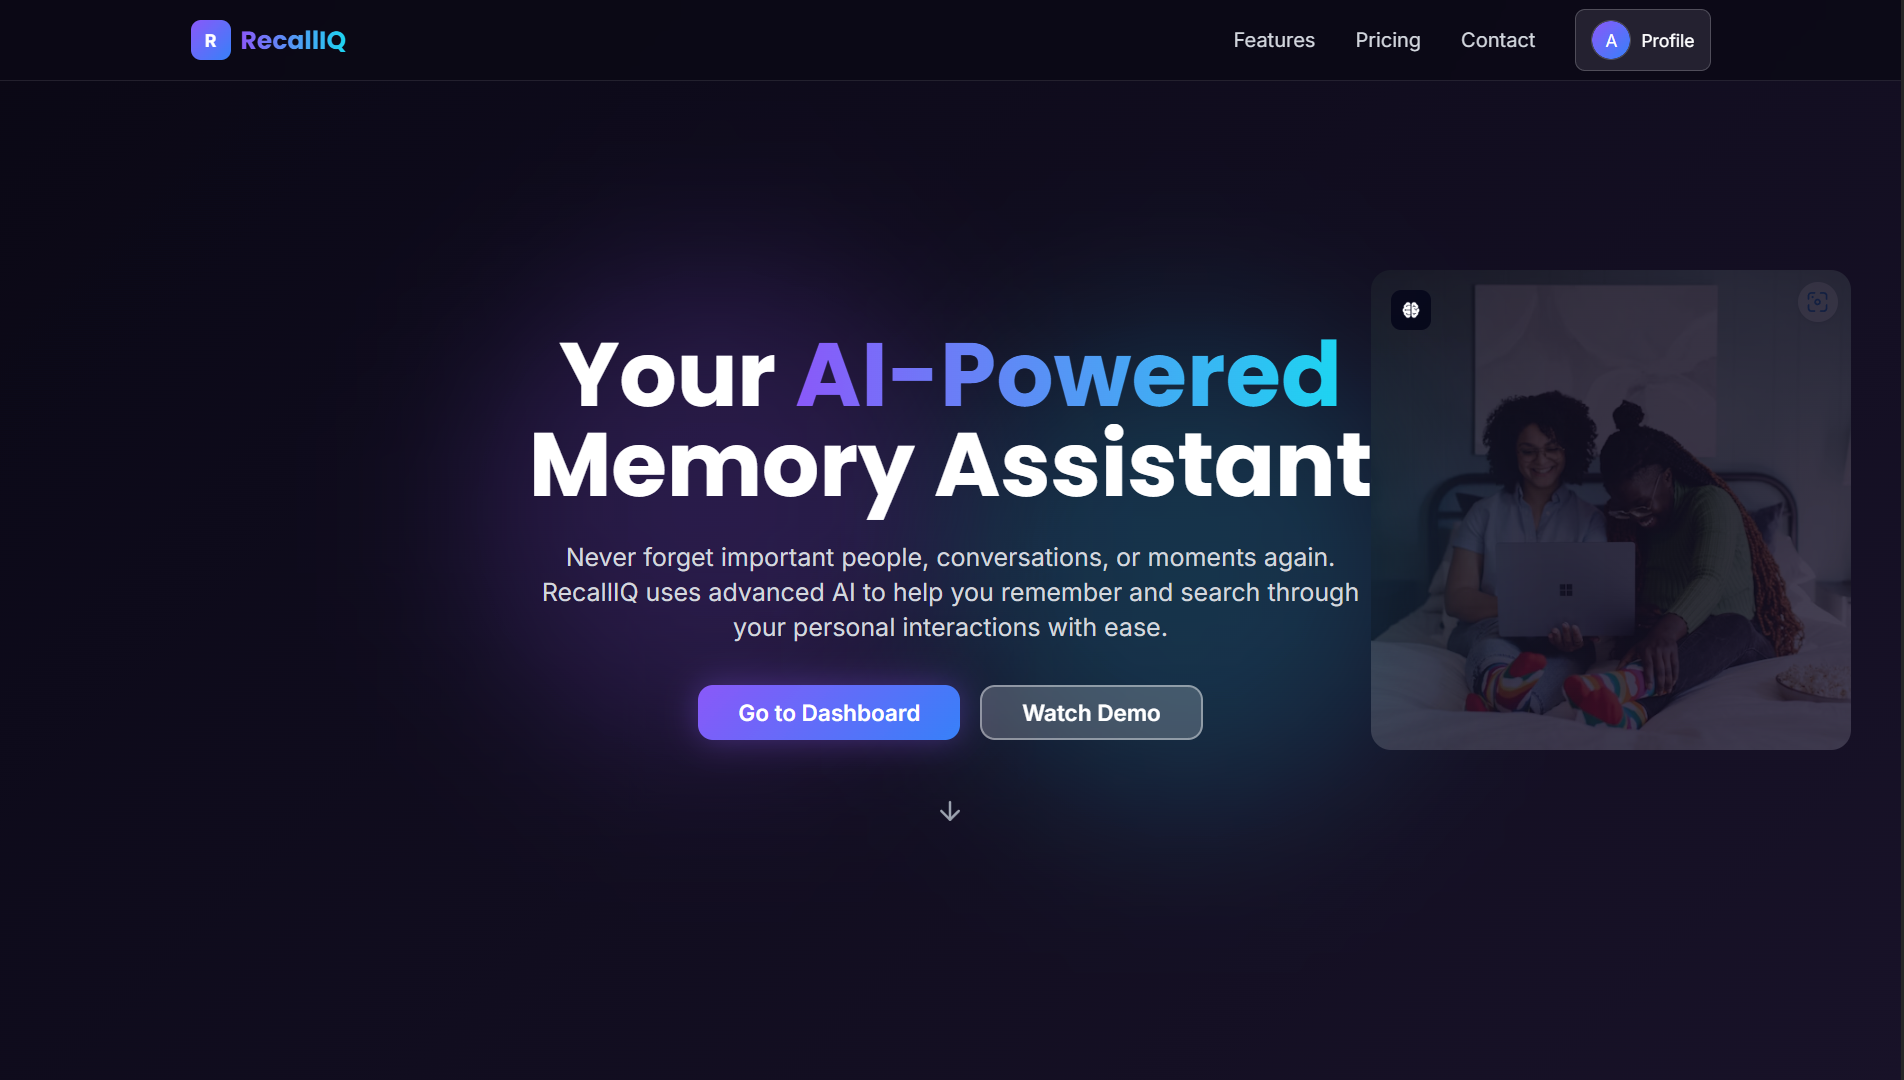 R RecallIQ
Features Pricing Contact A Profile
Your AI-Powered
Memory Assistant
Never forget important people, conversations, or moments again.
RecallIQ uses advanced AI to help you remember and search through
your personal interactions with ease.
Go to Dashboard Watch Demo